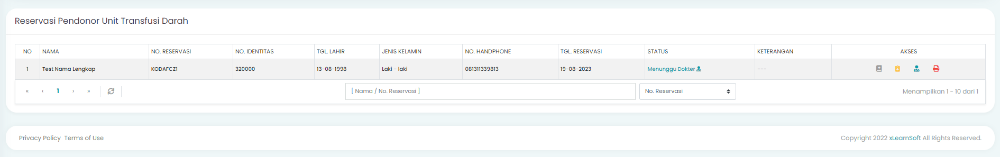 Reservasi Pendonor Unit Transfusi Darah
NO NAMA NO. RESERVASI NO. IDENTITAS TGL. LAHIR JENIS KELAMIN NO. HANDPHONE TGL. RESERVASI STATUS KETERANGAN AKSES
1 Test Nama Lengkap KODAFCZ1 320000 13-08-1998 Laki - laki 081311339813 19-08-2023 Menunggu Dokter ---
« ‹ 1 › » [ Nama / No. Reservasi ] No. Reservasi Menampilkan 1 - 10 dari 1
Privacy Policy Terms of Use Copyright 2022 xLearnSoft All Rights Reserved.